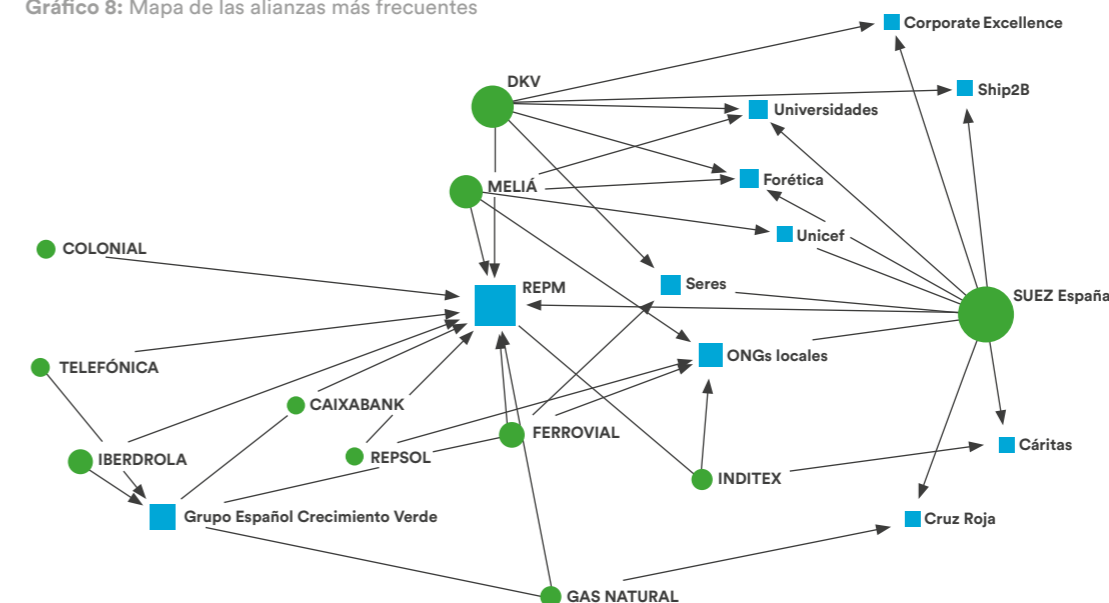 Gráfico 8: Mapa de las alianzas más frecuentes
Corporate Excellence
DKV
Ship2B
Universidades
Forética
MELIÁ
Unicef
COLONIAL
Seres
REPM
SUEZ España
ONGs locales
TELEFÓNICA
CAIXABANK
FERROVIAL
Cáritas
REPSOL
IBERDROLA
INDITEX
Grupo Español Crecimiento Verde
Cruz Roja
GAS NATURAL